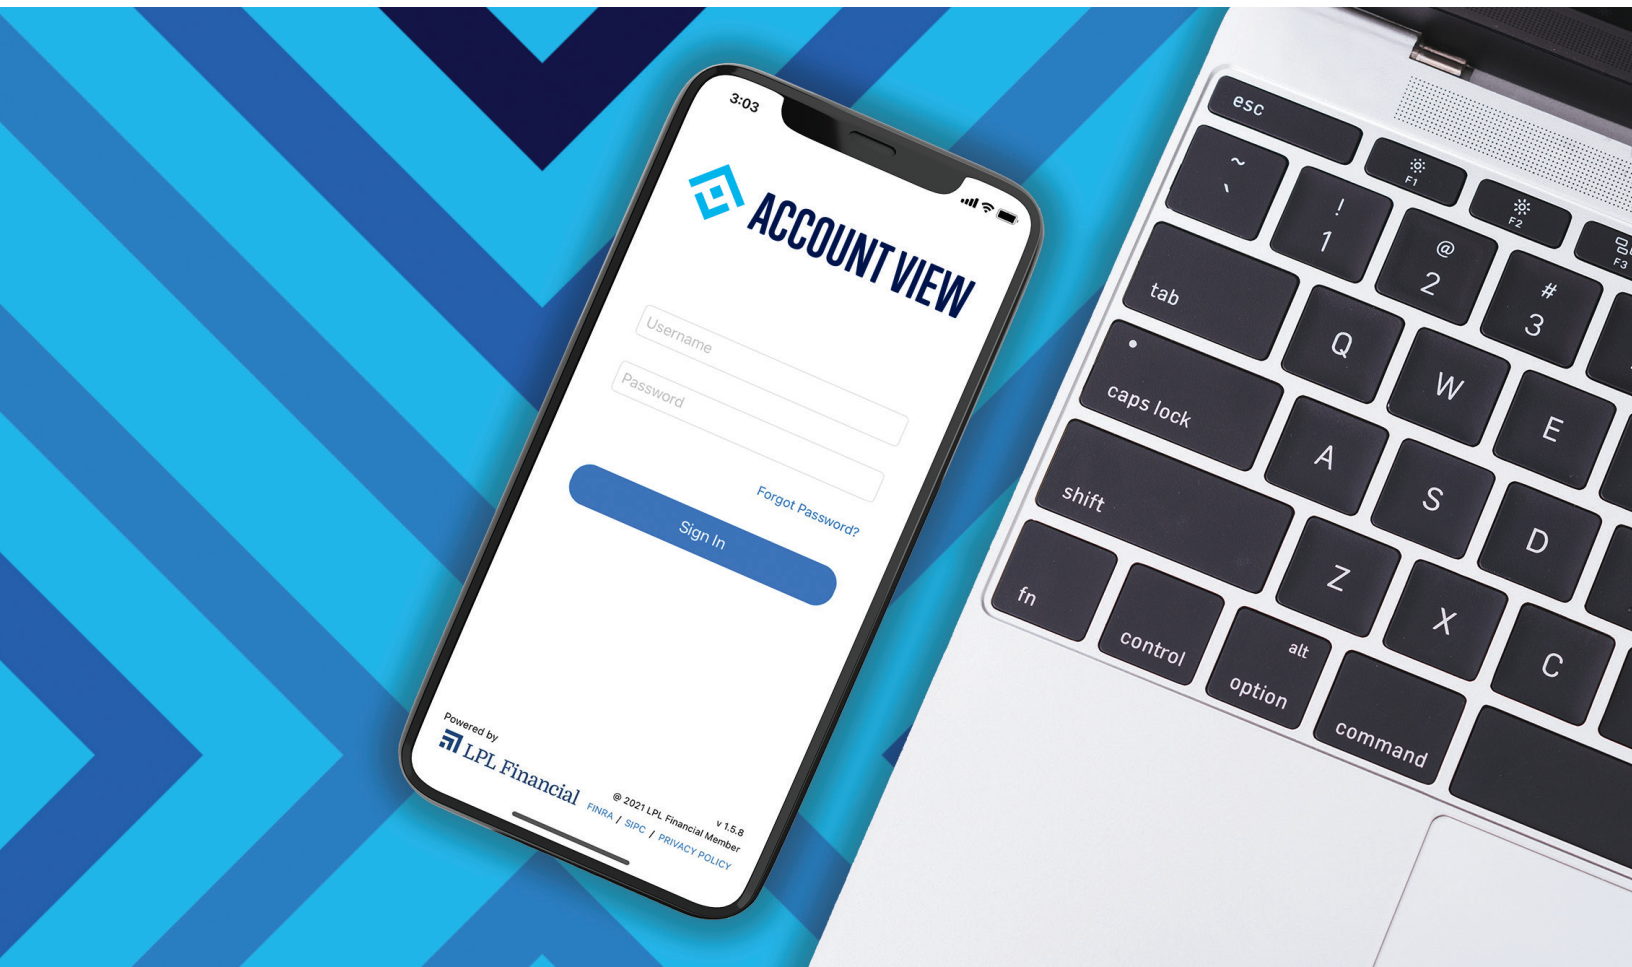 3:03
ACCOUNT VIEW
Username
Password
Forgot Password?
Sign In
Powered by
LPL Financial
v 1.5.8
@ 2021 LPL Financial Member
FINRA / SIPC / PRIVACY POLICY
esc
F1
F2
F3
~
`
!
1
@
2
#
3
tab
Q
W
E
caps lock
A
S
D
shift
Z
X
C
fn
control
alt
option
command